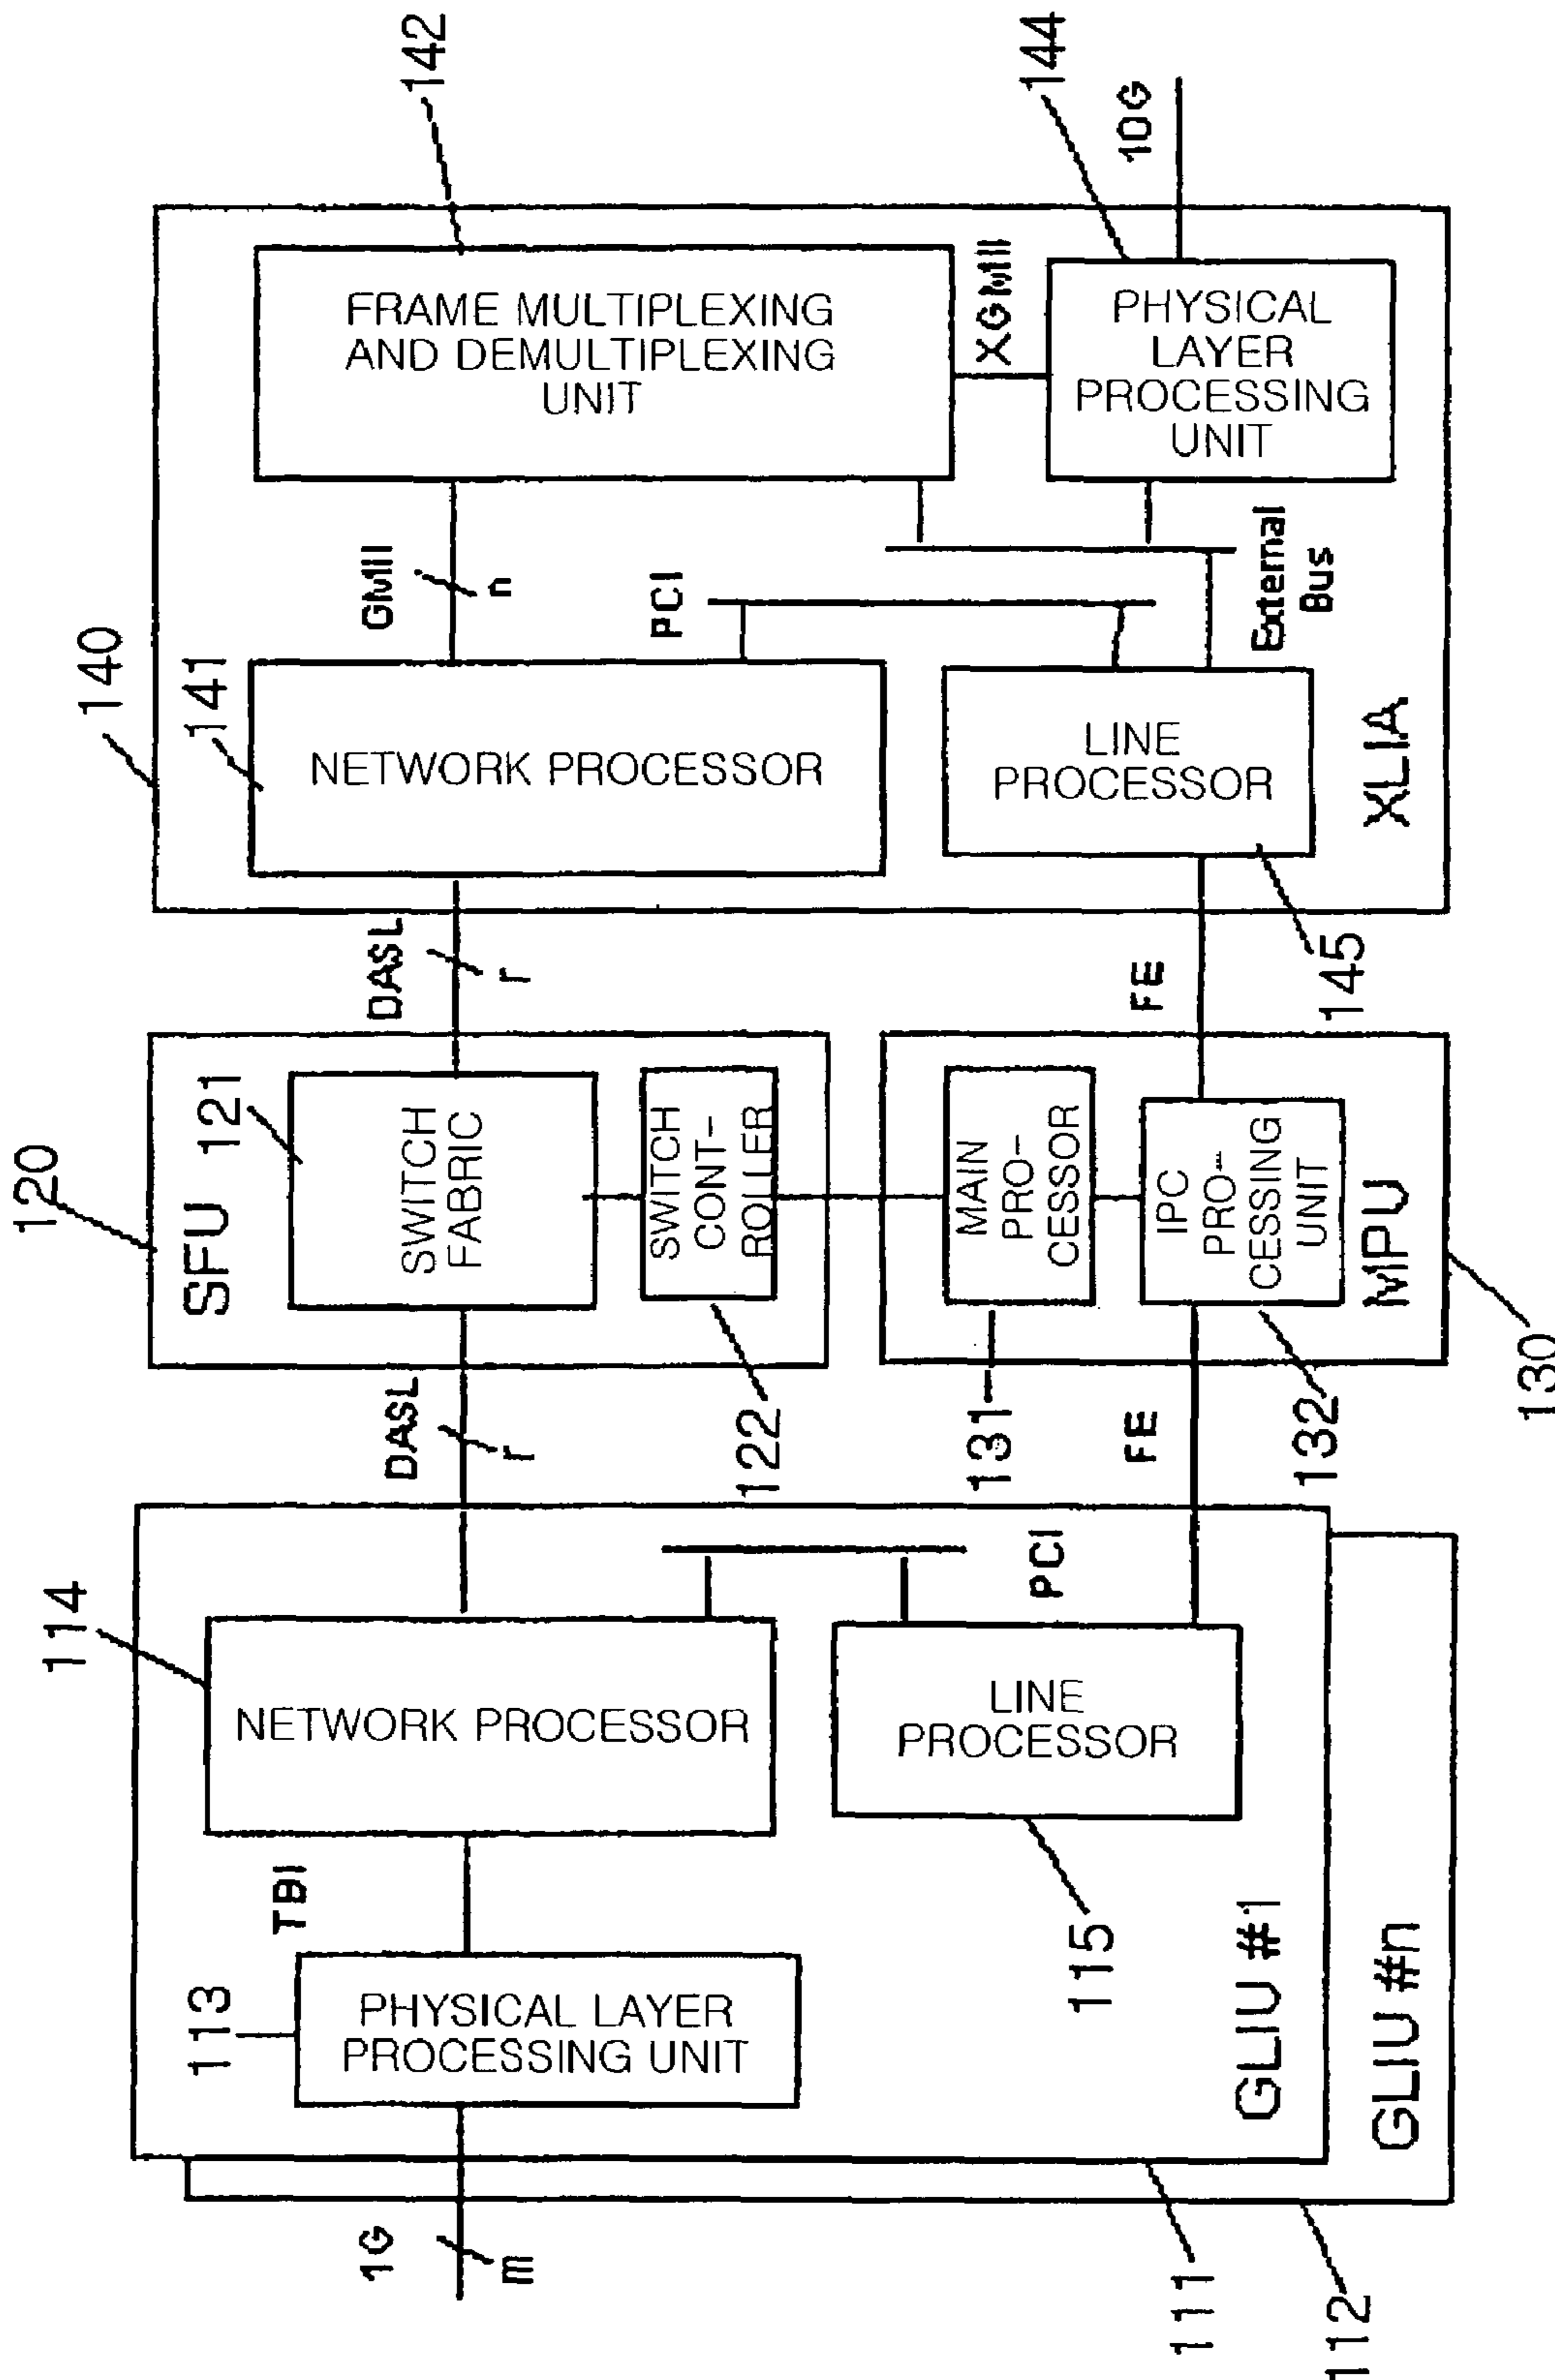 1G
m
113
PHYSICAL LAYER
PROCESSING UNIT
TBI
114
NETWORK PROCESSOR
LINE
PROCESSOR
115
PCI
GLIU #1
GLIU #n
111
112
DASL
r
FE
120
SFU
121
SWITCH
FABRIC
SWITCH
CONT-
ROLLER
122
MAIN
PRO-
CESSOR
131
IPC
PRO-
CESSING
UNIT
132
MPU
130
DASL
r
FE
140
141
NETWORK PROCESSOR
LINE
PROCESSOR
145
XLIA
GMII
n
PCI
External
Bus
142
FRAME MULTIPLEXING
AND DEMULTIPLEXING
UNIT
XGMII
144
PHYSICAL
LAYER
PROCESSING
UNIT
10G